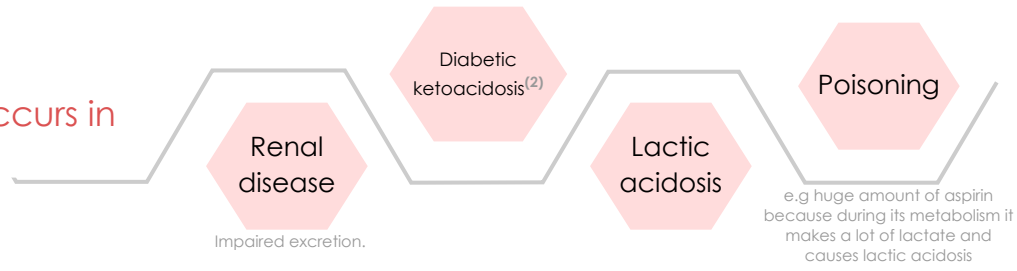 occurs in
Renal
disease
Impaired excretion.
Diabetic
ketoacidosis(2)
Lactic
acidosis
Poisoning
e.g huge amount of aspirin
because during its metabolism it
makes a lot of lactate and
causes lactic acidosis